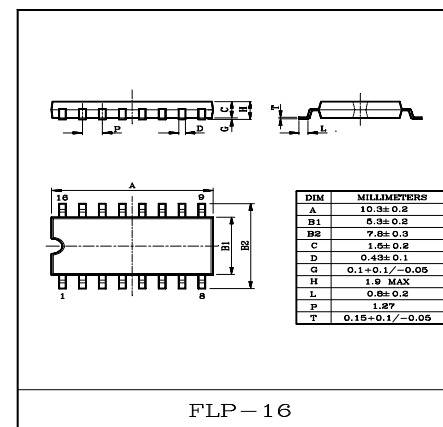 C
H
G
P
D
T
L
A
16
9
B1
B2
1
8
DIM MILLIMETERS
A 10.3±0.2
B1 5.3±0.2
B2 7.8±0.3
C 1.5±0.2
D 0.43±0.1
G 0.1+0.1/-0.05
H 1.9 MAX
L 0.8±0.2
P 1.27
T 0.15+0.1/-0.05
FLP-16